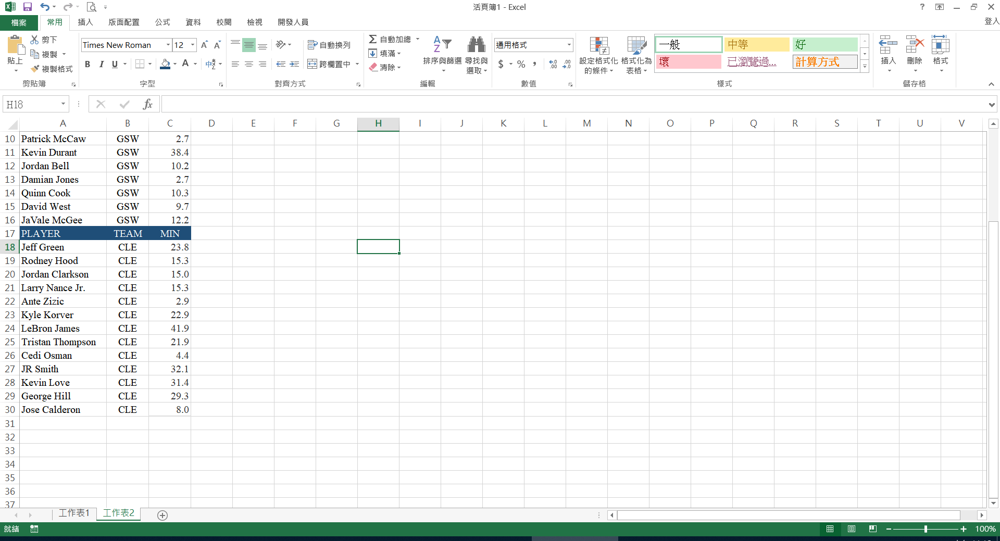 活頁簿1 - Excel
?
登入
檔案 常用 插入 版面配置 公式 資料 校閱 檢視 開發人員
貼上
剪下
複製
複製格式
剪貼簿
Times New Roman 12 A A
B I U A 中
字型
自動換列
跨欄置中
對齊方式
Σ 自動加總
填滿
清除
A
Z
排序與篩選
尋找與
選取
編輯
通用格式
$ % ,
←.0
.00
.00
→.0
數值
設定格式化
的條件
格式化為
表格
一般 中等 好
壞 已瀏覽過... 計算方式
樣式
插入 刪除 格式
儲存格
H18 fx
A B C D E F G H I J K L M N O P Q R S T U V
10 Patrick McCaw GSW 2.7
11 Kevin Durant GSW 38.4
12 Jordan Bell GSW 10.2
13 Damian Jones GSW 2.7
14 Quinn Cook GSW 10.3
15 David West GSW 9.7
16 JaVale McGee GSW 12.2
17 PLAYER TEAM MIN
18 Jeff Green CLE 23.8
19 Rodney Hood CLE 15.3
20 Jordan Clarkson CLE 15.0
21 Larry Nance Jr. CLE 15.3
22 Ante Zizic CLE 2.9
23 Kyle Korver CLE 22.9
24 LeBron James CLE 41.9
25 Tristan Thompson CLE 21.9
26 Cedi Osman CLE 4.4
27 JR Smith CLE 32.1
28 Kevin Love CLE 31.4
29 George Hill CLE 29.3
30 Jose Calderon CLE 8.0
31
32
33
34
35
36
37
工作表1 工作表2
就緒 100%